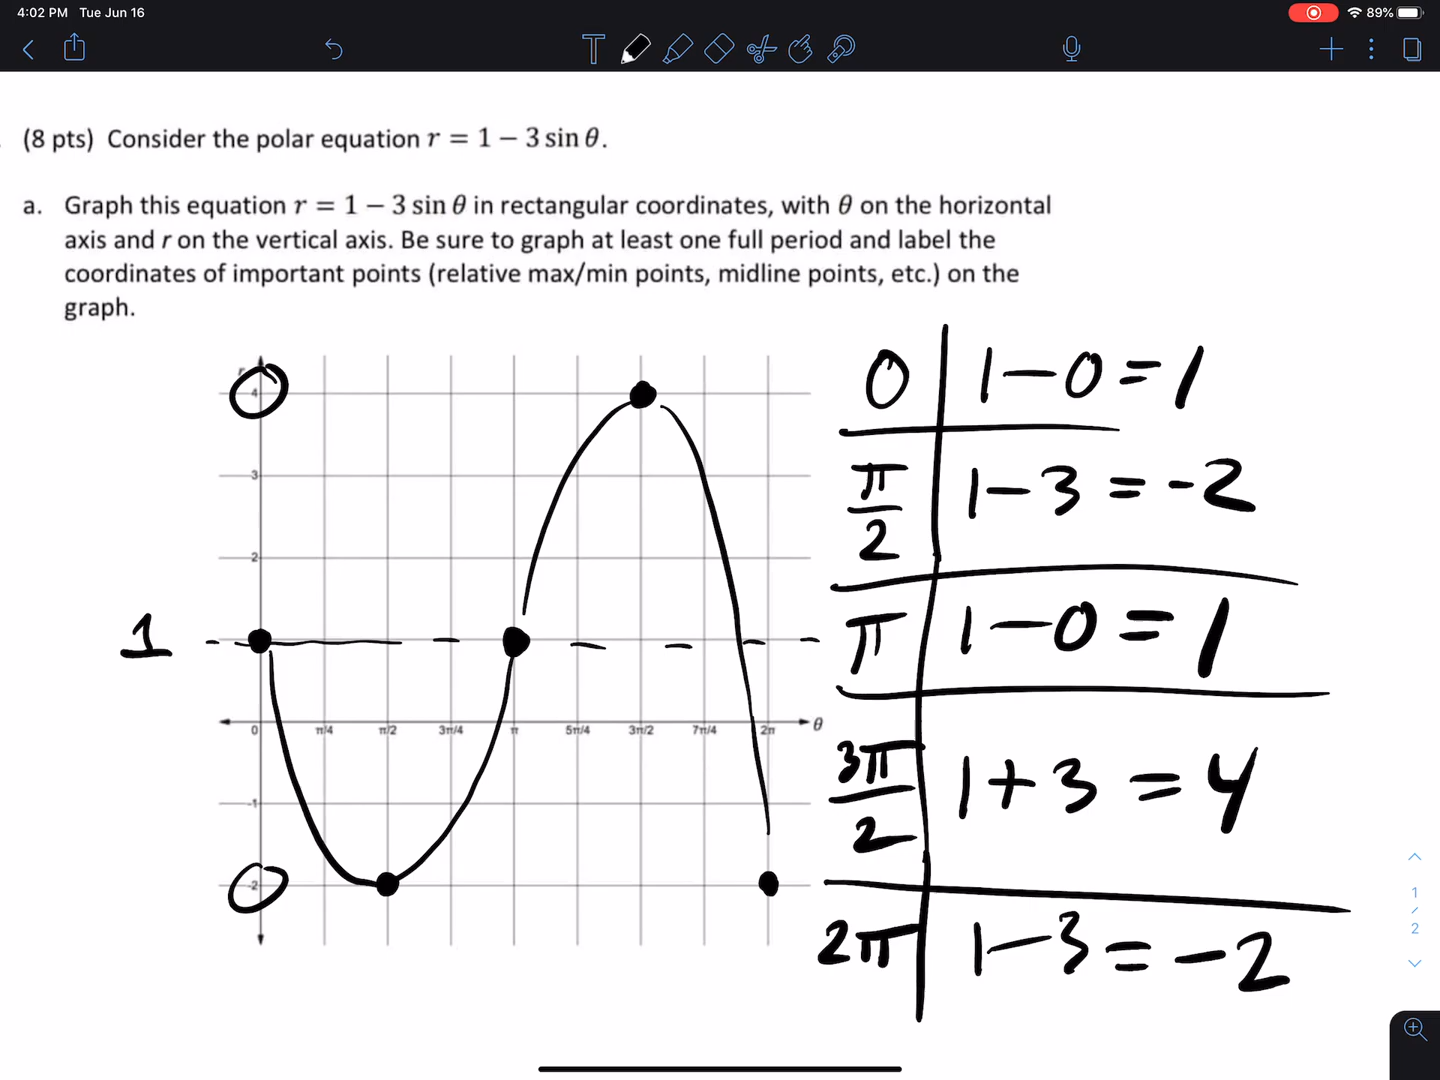 4:02 PM Tue Jun 16
89%
(8 pts) Consider the polar equation r = 1 − 3 sin θ.
a. Graph this equation r = 1 − 3 sin θ in rectangular coordinates, with θ on the horizontal
axis and r on the vertical axis. Be sure to graph at least one full period and label the
coordinates of important points (relative max/min points, midline points, etc.) on the
graph.
r
4
3
2
1
0 π/4 π/2 3π/4 π 5π/4 3π/2 7π/4 2π θ
-1
-2
0 | 1 − 0 = 1
π/2 | 1 − 3 = -2
π | 1 − 0 = 1
3π/2 | 1 + 3 = 4
2π | 1 − 3 = -2
1
/
2